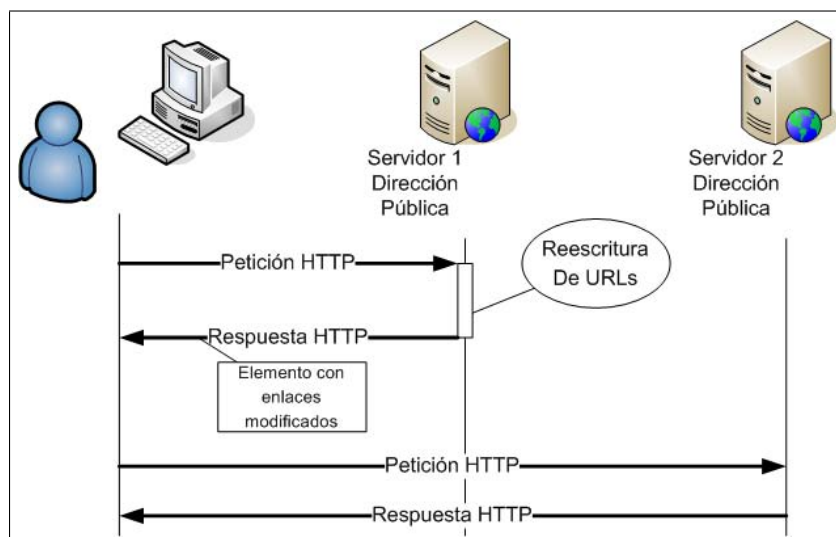 Servidor 1
Dirección
Pública
Servidor 2
Dirección
Pública
Petición HTTP
Reescritura
De URLs
Respuesta HTTP
Elemento con
enlaces
modificados
Petición HTTP
Respuesta HTTP